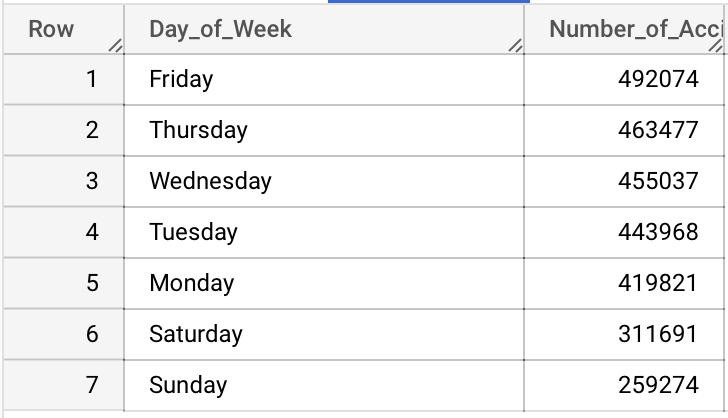 Row Day_of_Week Number_of_Acci
1 Friday 492074
2 Thursday 463477
3 Wednesday 455037
4 Tuesday 443968
5 Monday 419821
6 Saturday 311691
7 Sunday 259274